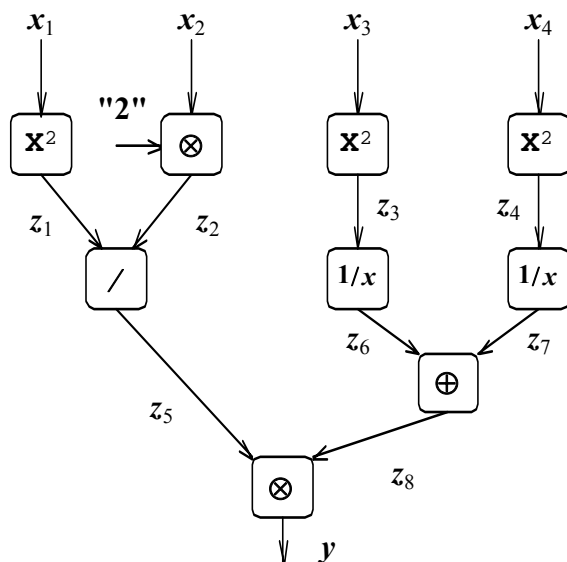 x₁ x₂ x₃ x₄
"2"
x² ⊗ x² x²
z₁ z₂ z₃ z₄
/ 1/x 1/x
z₆ z₇
⊕
z₅
z₈
⊗
y